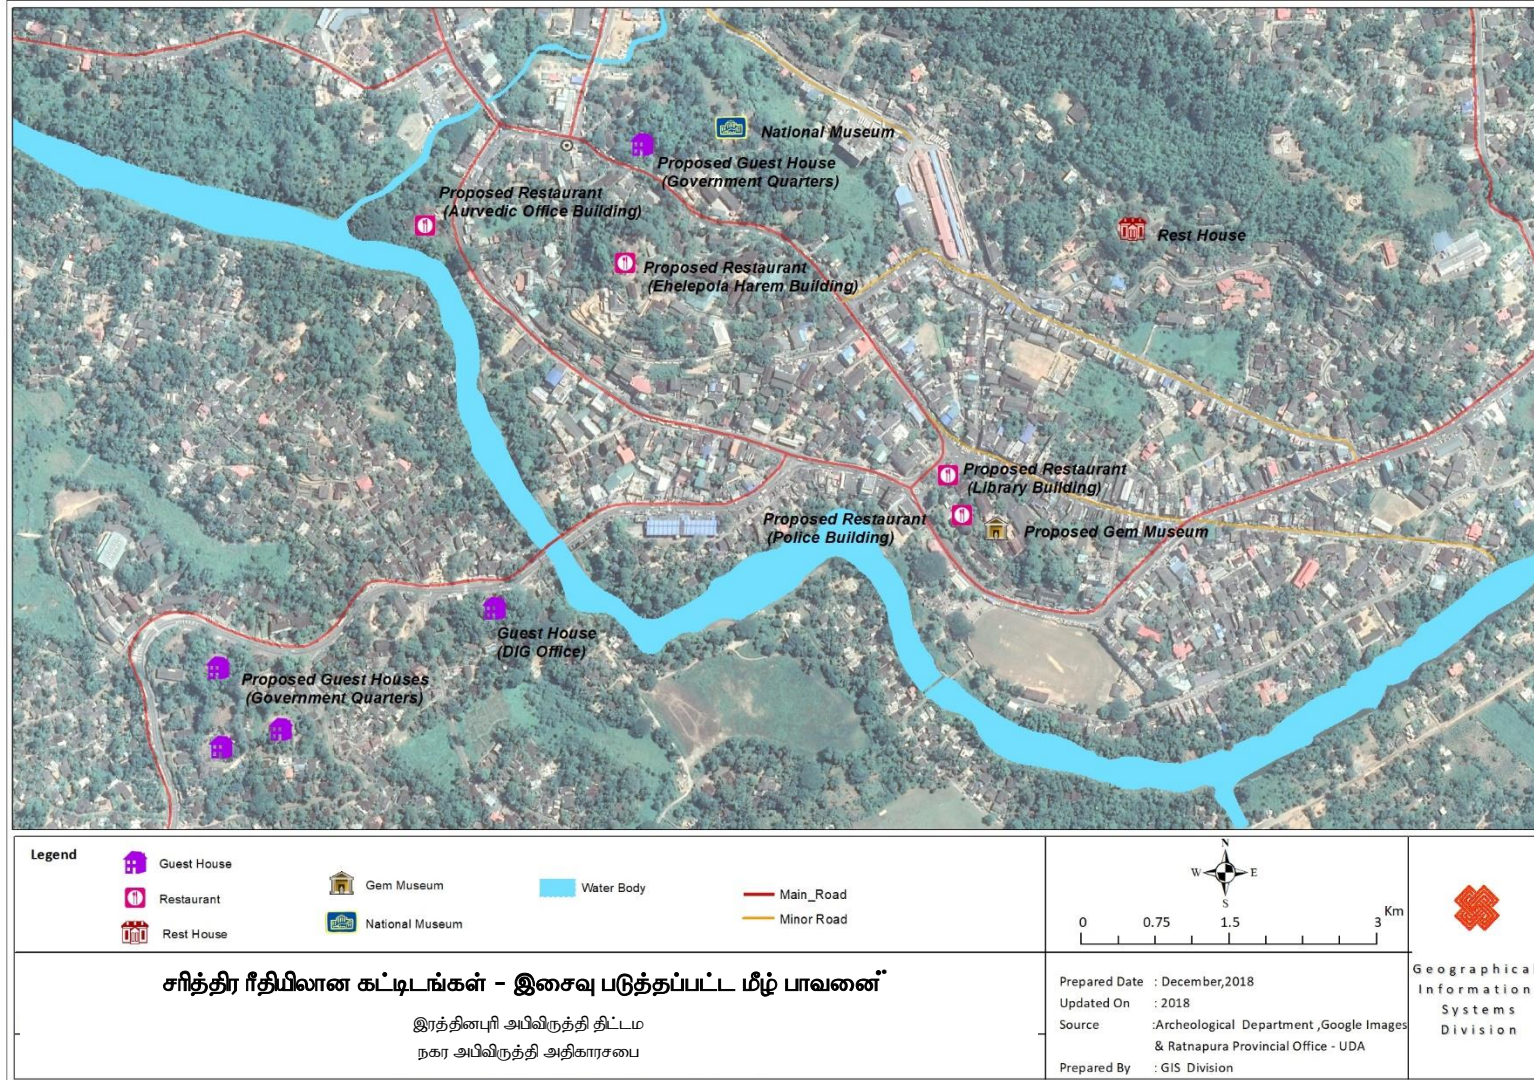 National Museum
Proposed Guest House
(Government Quarters)
Proposed Restaurant
(Aurvedic Office Building)
Rest House
Proposed Restaurant
(Ehelepola Harem Building)
Proposed Restaurant
(Library Building)
Proposed Restaurant
(Police Building)
Proposed Gem Museum
Guest House
(DIG Office)
Proposed Guest Houses
(Government Quarters)
Legend
Guest House
Restaurant
Rest House
Gem Museum
National Museum
Water Body
Main_Road
Minor Road
N
W E
S
Km
0 0.75 1.5 3
சரித்திர ரீதியிலான கட்டிடங்கள் - இசைவு படுத்தப்பட்ட மீழ் பாவனை¨
இரத்தினபுரி அபிவிருத்தி திட்டம
நகர அபிவிருத்தி அதிகாரசபை
Prepared Date : December,2018
Updated On : 2018
Source :Archeological Department ,Google Images
& Ratnapura Provincial Office - UDA
Prepared By : GIS Division
Geographical
Information
Systems
Division